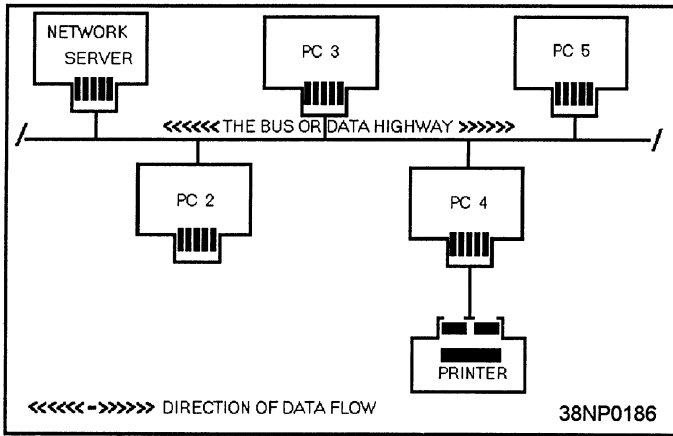 NETWORK
SERVER
PC 3
PC 5
<<<<<< THE BUS OR DATA HIGHWAY >>>>>>
PC 2
PC 4
PRINTER
<<<<<<->>>>>> DIRECTION OF DATA FLOW
38NP0186